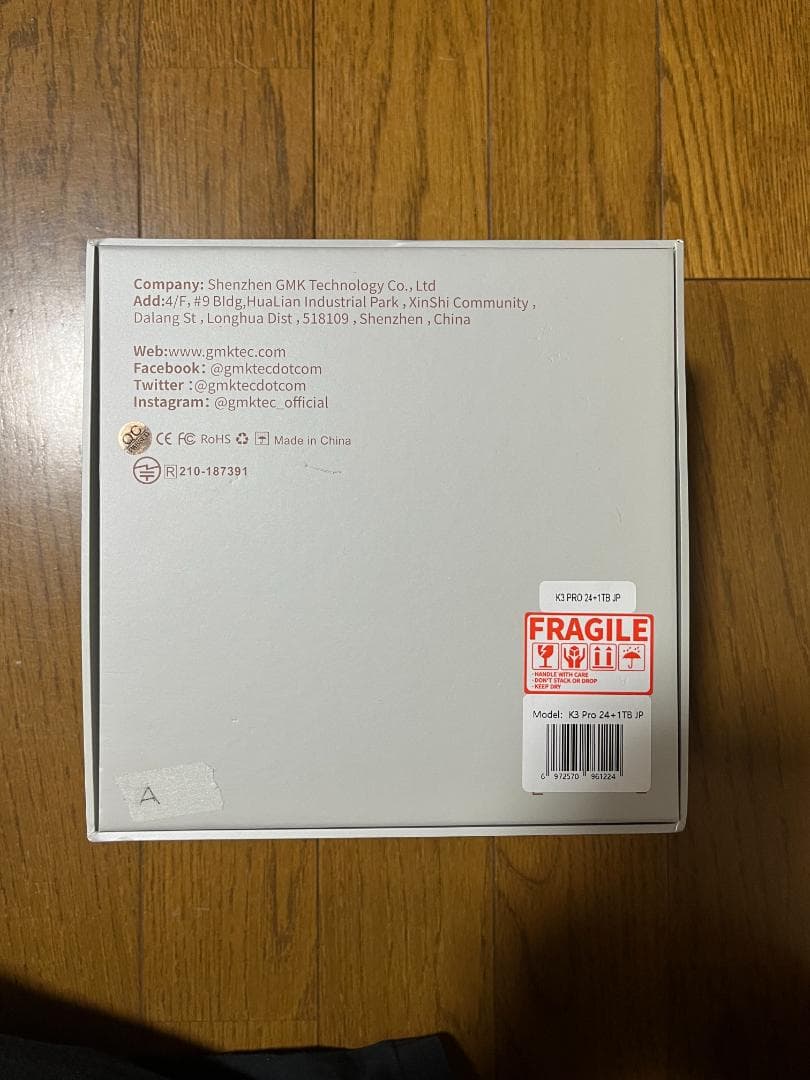 Company: Shenzhen GMK Technology Co., Ltd
Add:4/F, #9 Bldg,HuaLian Industrial Park , XinShi Community ,
Dalang St , Longhua Dist , 518109 , Shenzhen , China
Web:www.gmktec.com
Facebook: @gmktecdotcom
Twitter :@gmktecdotcom
Instagram: @gmktec_official
QC
CE FC RoHS Made in China
R 210-187391
K3 PRO 24+1TB JP
FRAGILE
·HANDLE WITH CARE
·DON'T STACK OR DROP
·KEEP DRY
Model: K3 Pro 24+1TB JP
6 972570 961224
A